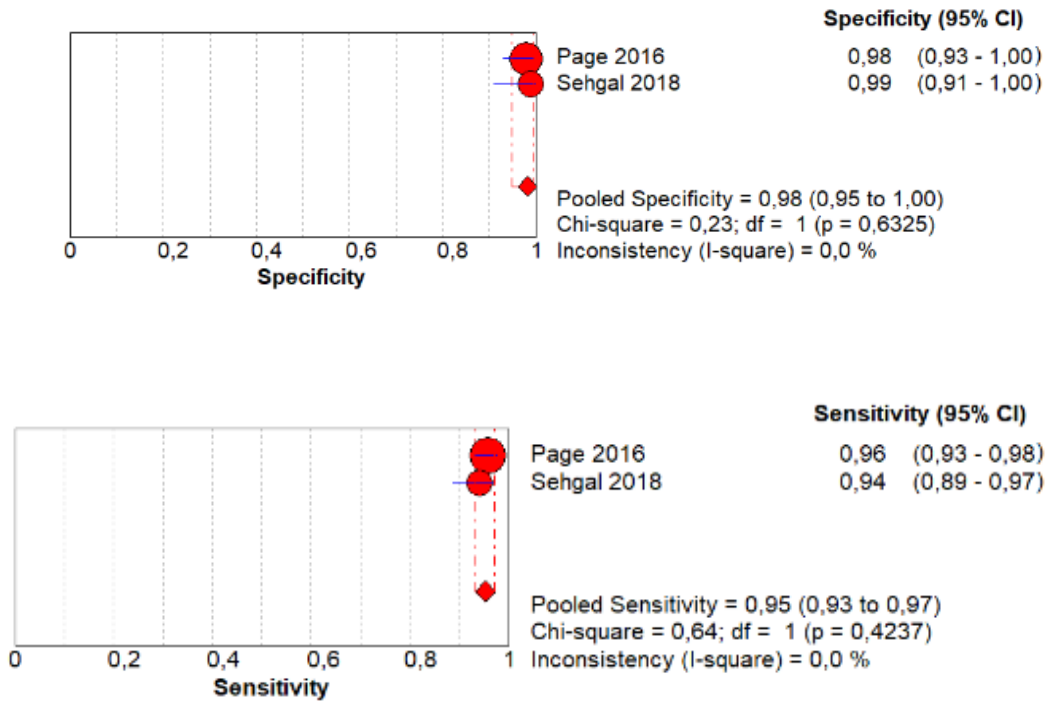 Specificity (95% CI)
Page 2016 0,98 (0,93 - 1,00)
Sehgal 2018 0,99 (0,91 - 1,00)
Pooled Specificity = 0,98 (0,95 to 1,00)
Chi-square = 0,23; df = 1 (p = 0,6325)
Inconsistency (I-square) = 0,0 %
0 0,2 0,4 0,6 0,8 1
Specificity
Sensitivity (95% CI)
Page 2016 0,96 (0,93 - 0,98)
Sehgal 2018 0,94 (0,89 - 0,97)
Pooled Sensitivity = 0,95 (0,93 to 0,97)
Chi-square = 0,64; df = 1 (p = 0,4237)
Inconsistency (I-square) = 0,0 %
0 0,2 0,4 0,6 0,8 1
Sensitivity